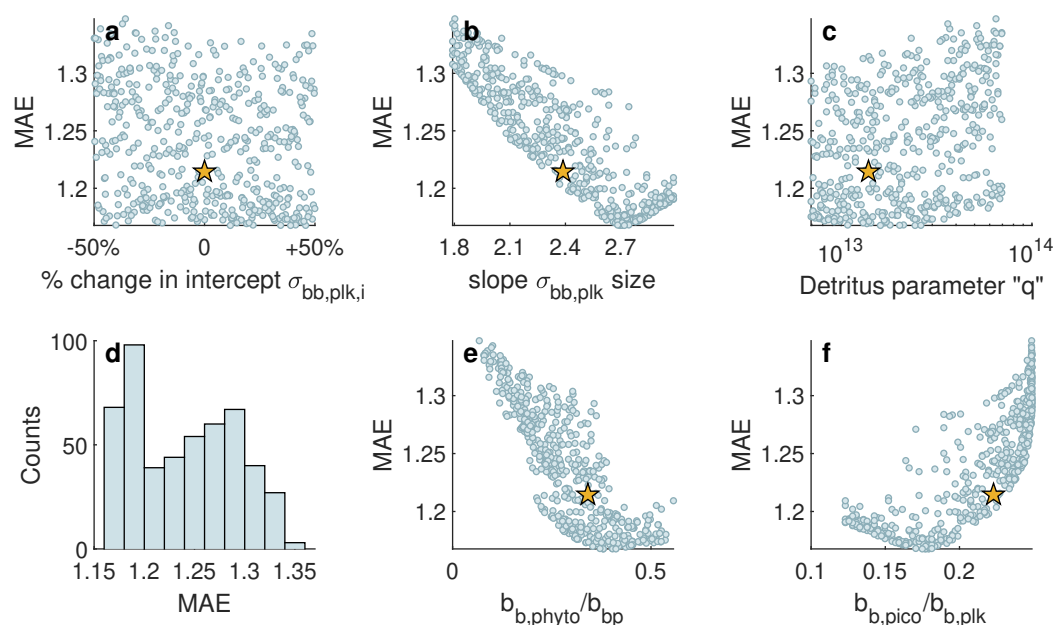 a
MAE
1.3
1.25
1.2
-50% 0 +50%
% change in intercept σbb,plk,i
b
MAE
1.3
1.25
1.2
1.8 2.1 2.4 2.7
slope σbb,plk size
c
MAE
1.3
1.25
1.2
10^13 10^14
Detritus parameter "q"
d
Counts
100
50
0
1.15 1.2 1.25 1.3 1.35
MAE
e
MAE
1.3
1.25
1.2
0 0.5
bb,phyto/bbp
f
MAE
1.3
1.25
1.2
0.1 0.15 0.2
bb,pico/bb,plk